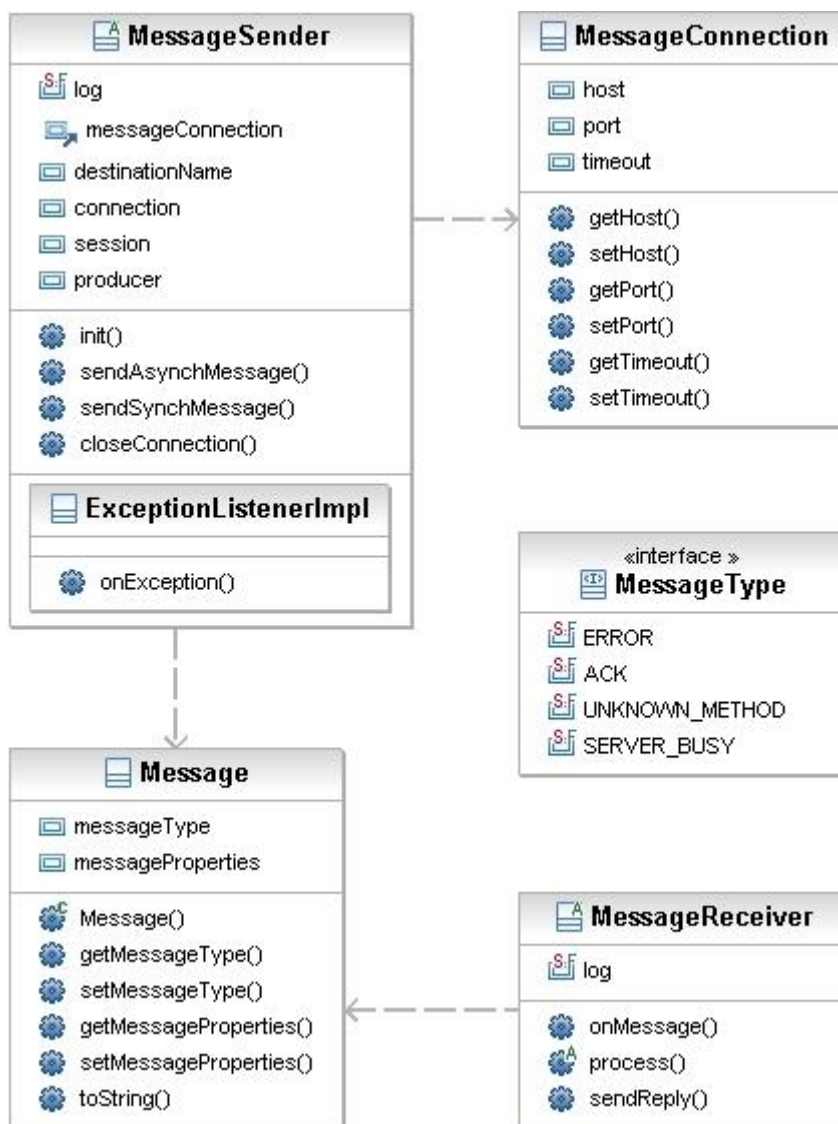 MessageSender
log
messageConnection
destinationName
connection
session
producer
init()
sendAsynchMessage()
sendSynchMessage()
closeConnection()
ExceptionListenerImpl
onException()
MessageConnection
host
port
timeout
getHost()
setHost()
getPort()
setPort()
getTimeout()
setTimeout()
«interface »
MessageType
ERROR
ACK
UNKNOWN_METHOD
SERVER_BUSY
Message
messageType
messageProperties
Message()
getMessageType()
setMessageType()
getMessageProperties()
setMessageProperties()
toString()
MessageReceiver
log
onMessage()
process()
sendReply()